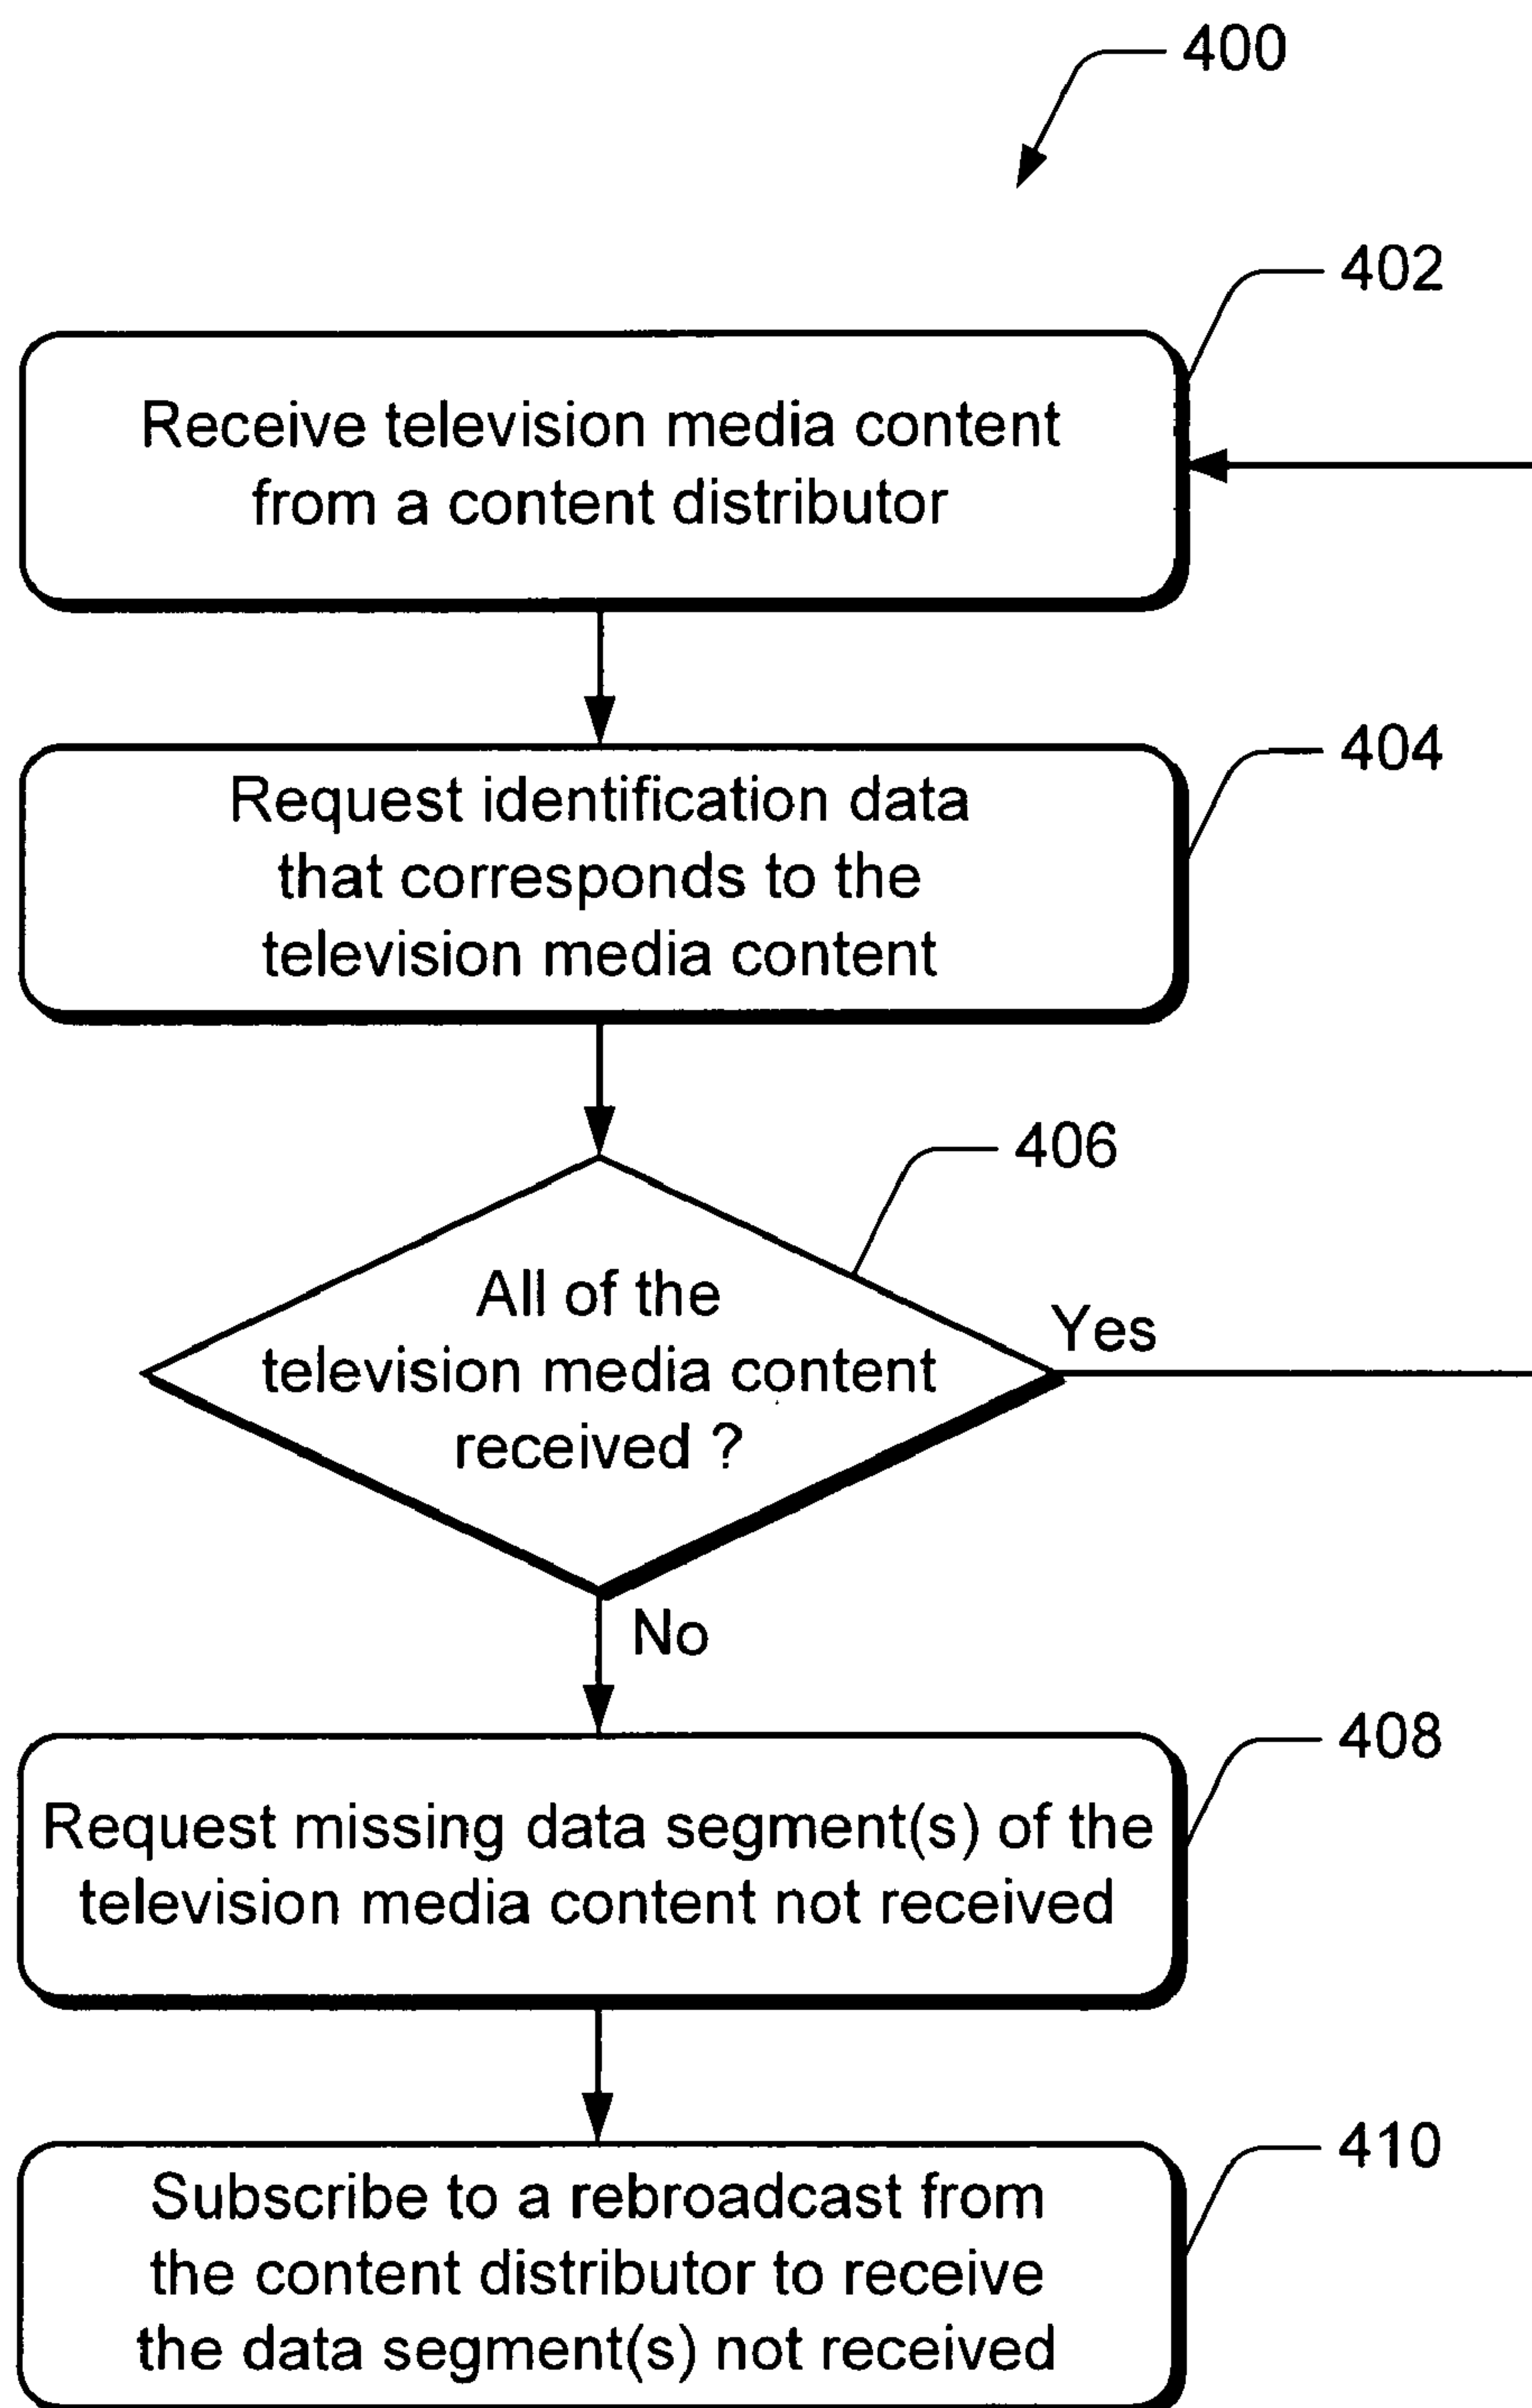 400
402
Receive television media content
from a content distributor
404
Request identification data
that corresponds to the
television media content
406
All of the
television media content
received ?
Yes
No
408
Request missing data segment(s) of the
television media content not received
410
Subscribe to a rebroadcast from
the content distributor to receive
the data segment(s) not received